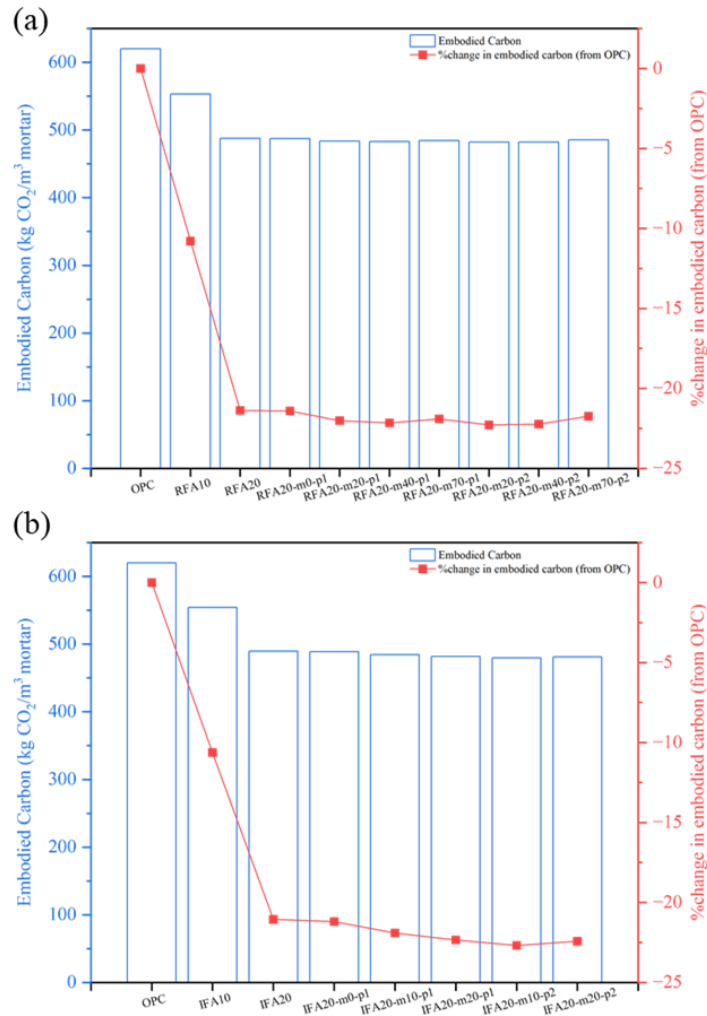 (a)
Embodied Carbon
%change in embodied carbon (from OPC)
Embodied Carbon (kg CO₂/m³ mortar)
600
500
400
300
200
100
0
0
−5
−10
−15
−20
−25
%change in embodied carbon (from OPC)
OPC
RFA10
RFA20
RFA20-m0-p1
RFA20-m20-p1
RFA20-m40-p1
RFA20-m70-p1
RFA20-m20-p2
RFA20-m40-p2
RFA20-m70-p2
(b)
Embodied Carbon
%change in embodied carbon (from OPC)
Embodied Carbon (kg CO₂/m³ mortar)
600
500
400
300
200
100
0
0
−5
−10
−15
−20
−25
%change in embodied carbon (from OPC)
OPC
IFA10
IFA20
IFA20-m0-p1
IFA20-m10-p1
IFA20-m20-p1
IFA20-m10-p2
IFA20-m20-p2